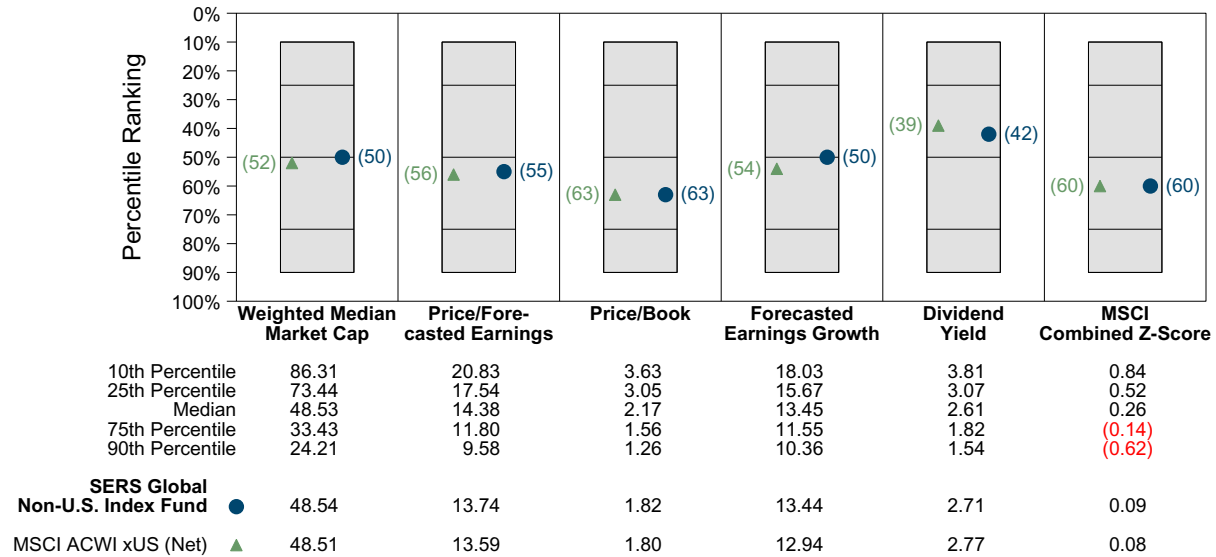 Percentile Ranking
0%
10%
20%
30%
40%
50%
60%
70%
80%
90%
100%
(52) (50)
(56) (55)
(63) (63)
(54) (50)
(39) (42)
(60) (60)
Weighted Median
Market Cap
Price/Fore-
casted Earnings
Price/Book
Forecasted
Earnings Growth
Dividend
Yield
MSCI
Combined Z-Score
10th Percentile 86.31 20.83 3.63 18.03 3.81 0.84
25th Percentile 73.44 17.54 3.05 15.67 3.07 0.52
Median 48.53 14.38 2.17 13.45 2.61 0.26
75th Percentile 33.43 11.80 1.56 11.55 1.82 (0.14)
90th Percentile 24.21 9.58 1.26 10.36 1.54 (0.62)
SERS Global
Non-U.S. Index Fund 48.54 13.74 1.82 13.44 2.71 0.09
MSCI ACWI xUS (Net) 48.51 13.59 1.80 12.94 2.77 0.08